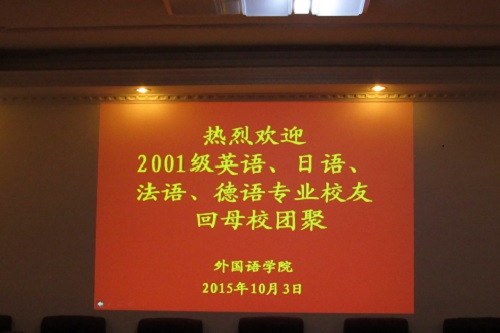 热烈欢迎
2001级英语、日语、
法语、德语专业校友
回母校团聚
外国语学院
2015年10月3日